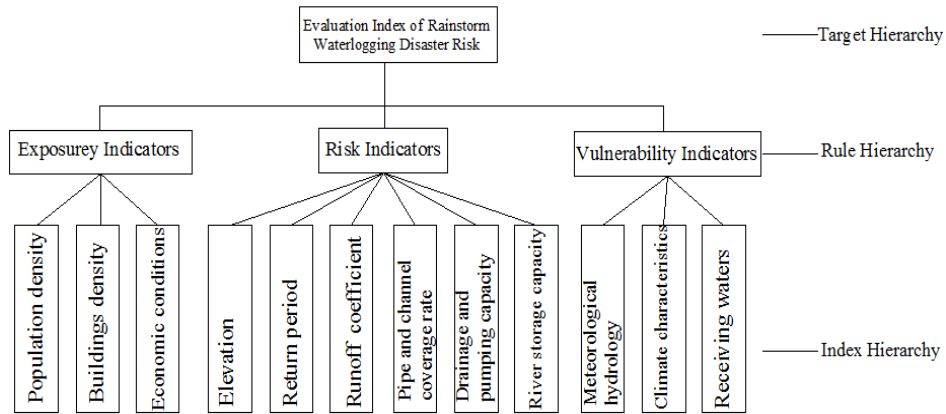 Evaluation Index of Rainstorm
Waterlogging Disaster Risk
Target Hierarchy
Exposurey Indicators
Risk Indicators
Vulnerability Indicators
Rule Hierarchy
Population density
Buildings density
Economic conditions
Elevation
Return period
Runoff coefficient
Pipe and channel
coverage rate
Drainage and
pumping capacity
River storage capacity
Meteorological
hydrology
Climate characteristics
Receiving waters
Index Hierarchy